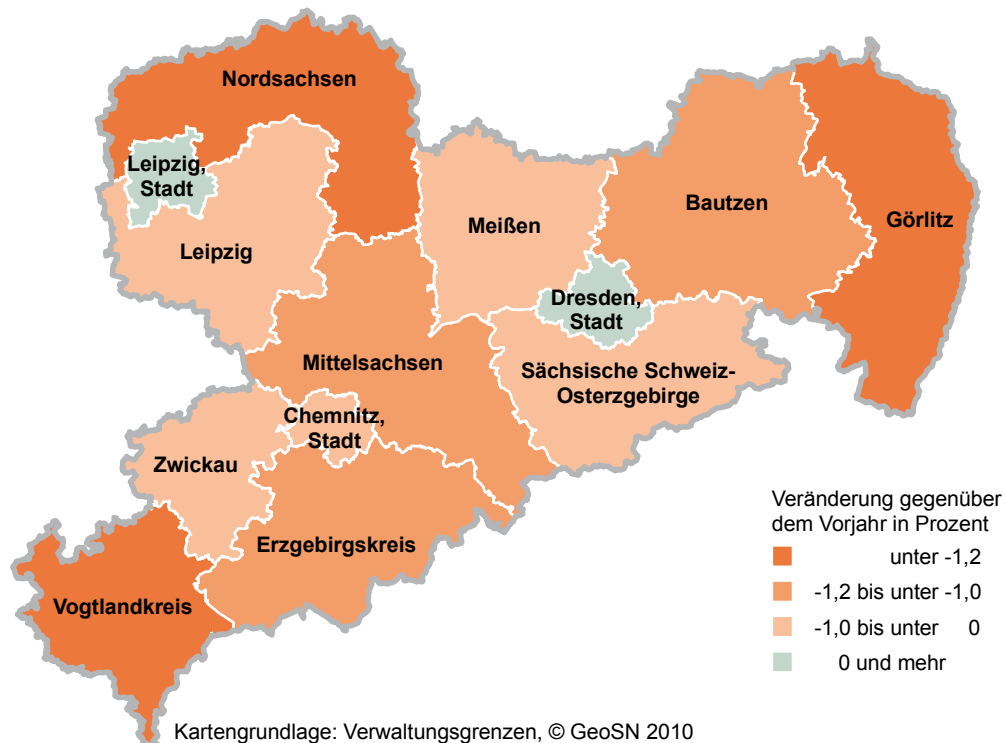 Nordsachsen
Leipzig,
Stadt
Leipzig
Meißen
Bautzen
Görlitz
Dresden,
Stadt
Mittelsachsen
Sächsische Schweiz-
Osterzgebirge
Chemnitz,
Stadt
Zwickau
Erzgebirgskreis
Vogtlandkreis
Veränderung gegenüber
dem Vorjahr in Prozent
unter -1,2
-1,2 bis unter -1,0
-1,0 bis unter 0
0 und mehr
Kartengrundlage: Verwaltungsgrenzen, © GeoSN 2010